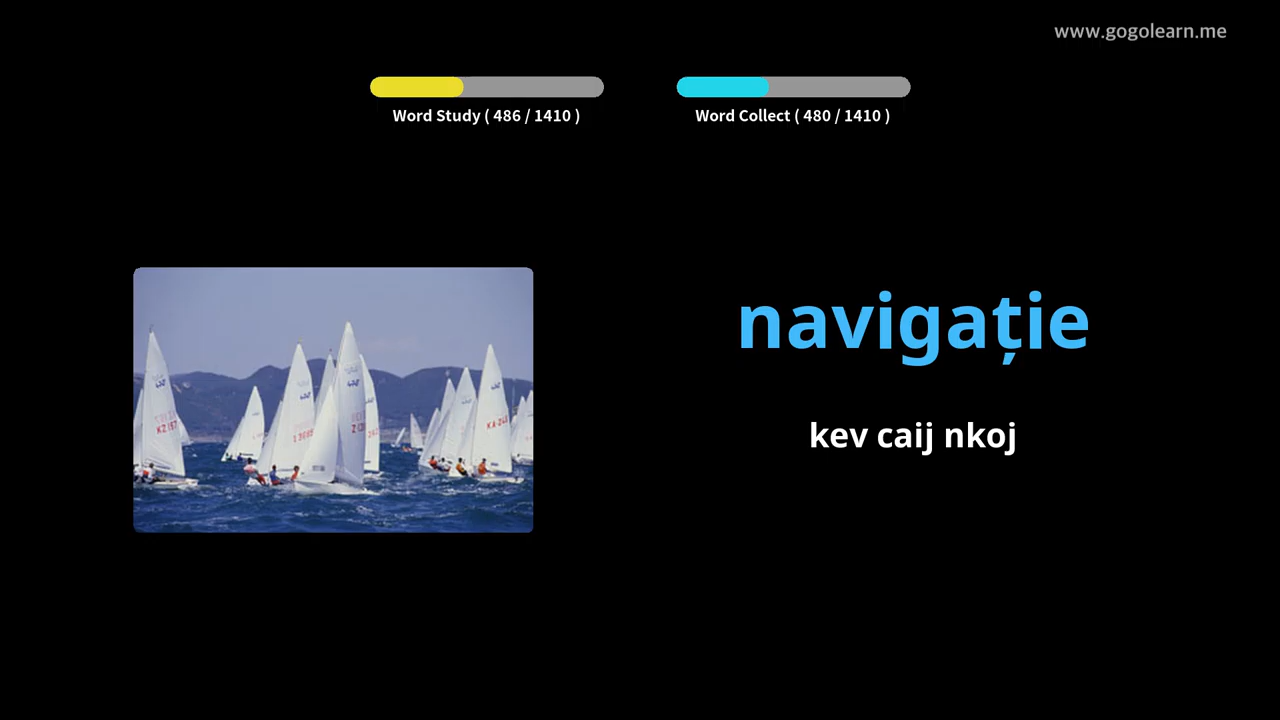 www.gogolearn.me
Word Study ( 486 / 1410 )
Word Collect ( 480 / 1410 )
navigație
kev caij nkoj